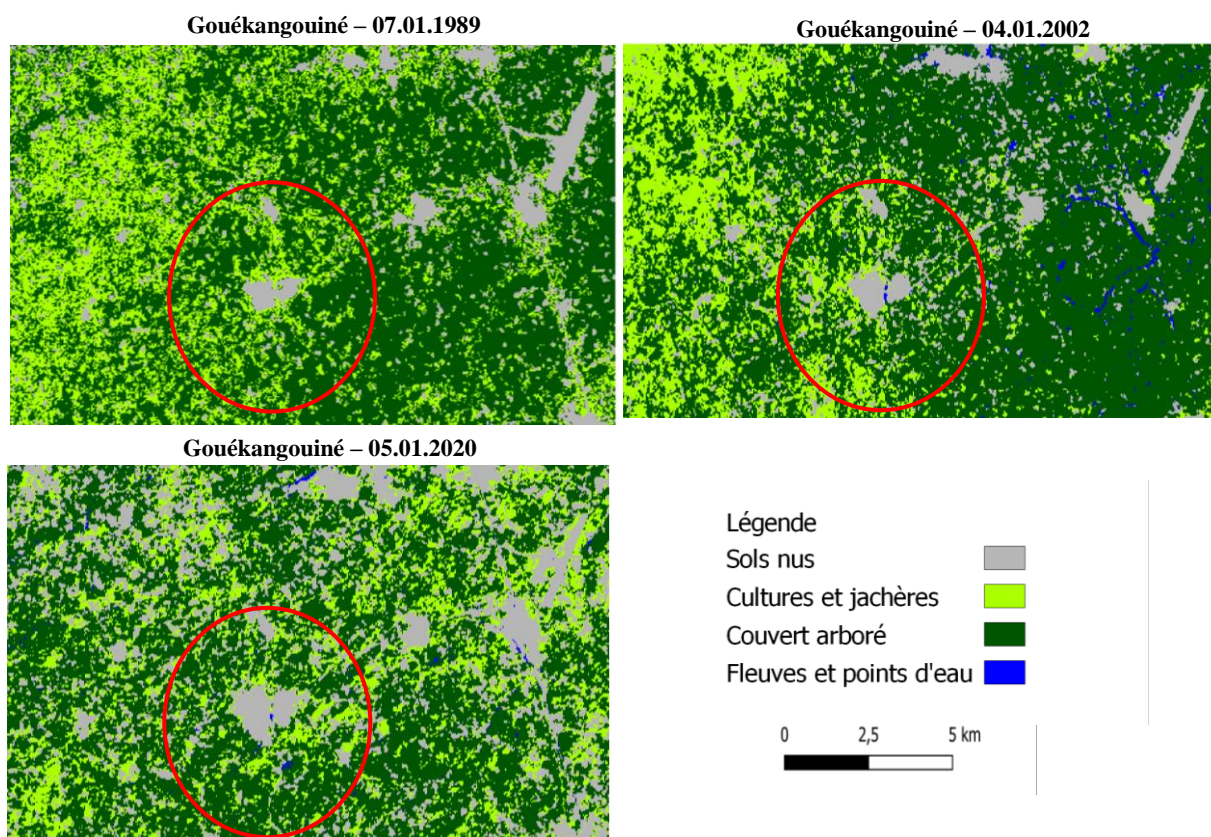 Gouékangouiné – 07.01.1989
Gouékangouiné – 04.01.2002
Gouékangouiné – 05.01.2020
Légende
Sols nus
Cultures et jachères
Couvert arboré
Fleuves et points d'eau
0 2,5 5 km